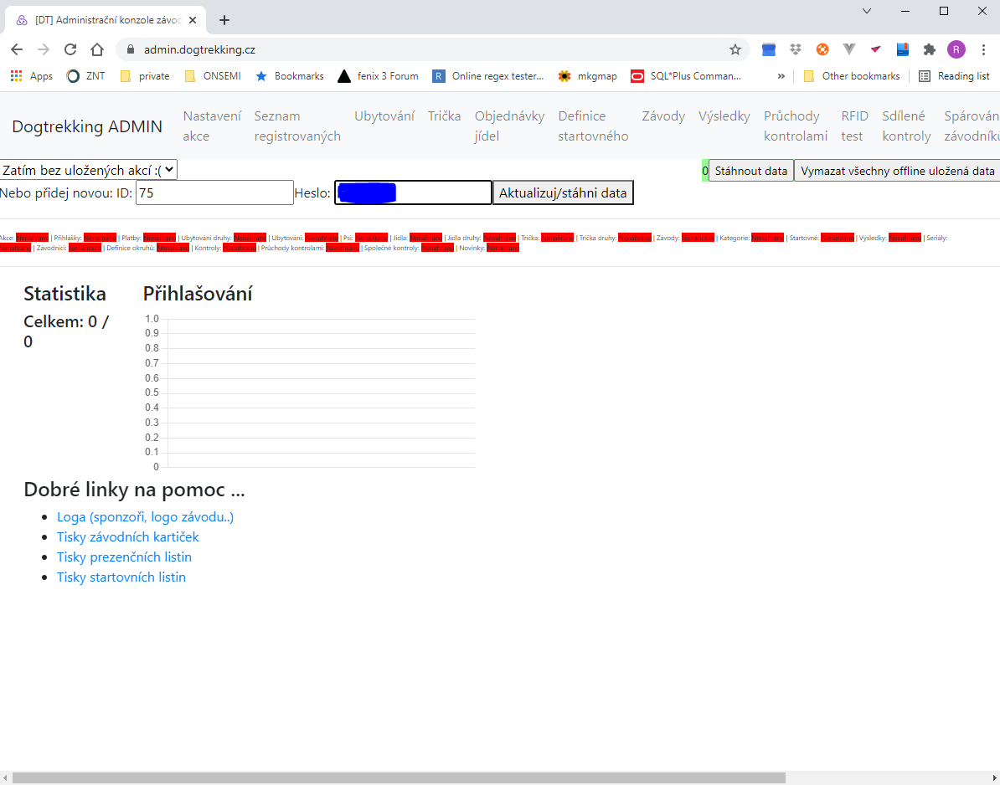 [DT] Administrační konzole závod
admin.dogtrekking.cz
R
Apps ZNT private ONSEMI Bookmarks fenix 3 Forum R Online regex tester... mkgmap SQL*Plus Comman... » Other bookmarks Reading list
Dogtrekking ADMIN
Nastavení akce
Seznam registrovaných
Ubytování
Trička
Objednávky jídel
Definice startovného
Závody
Výsledky
Průchody kontrolami
RFID test
Sdílené kontroly
Spárován závodníků
Zatím bez uložených akcí :(
0 Stáhnout data Vymazat všechny offline uložená data
Nebo přidej novou: ID: 75 Heslo: Aktualizuj/stáhni data
Akce: Nenahráno | Přihlášky: Nenahráno | Platby: Nenahráno | Ubytování druhy: Nenahráno | Ubytování: Nenahráno | Psi: Nenahráno | Jídla: Nenahráno | Jídla druhy: Nenahráno | Trička: Nenahráno | Trička druhy: Nenahráno | Závody: Nenahráno | Kategorie: Nenahráno | Startovné: Nenahráno | Výsledky: Nenahráno | Seriály:
Nenahráno | Závodníci: Nenahráno | Definice okruhů: Nenahráno | Kontroly: Nenahráno | Průchody kontrolami: Nenahráno | Společné kontroly: Nenahráno | Novinky: Nenahráno
Statistika
Celkem: 0 /
0
Přihlašování
1.0
0.9
0.8
0.7
0.6
0.5
0.4
0.3
0.2
0.1
0
Dobré linky na pomoc ...
Loga (sponzoři, logo závodu..)
Tisky závodních kartiček
Tisky prezenčních listin
Tisky startovních listin